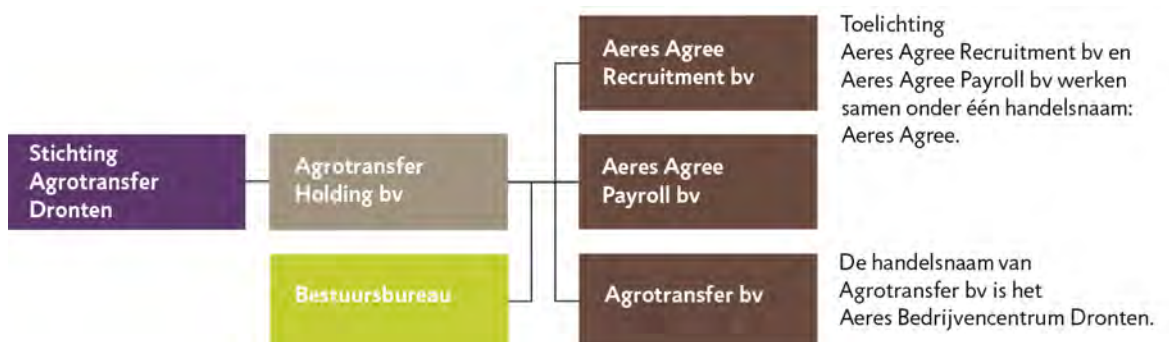 Stichting
Agrotransfer
Dronten
Agrotransfer
Holding bv
Bestuursbureau
Aeres Agree
Recruitment bv
Aeres Agree
Payroll bv
Agrotransfer bv
Toelichting
Aeres Agree Recruitment bv en
Aeres Agree Payroll bv werken
samen onder één handelsnaam:
Aeres Agree.
De handelsnaam van
Agrotransfer bv is het
Aeres Bedrijvencentrum Dronten.